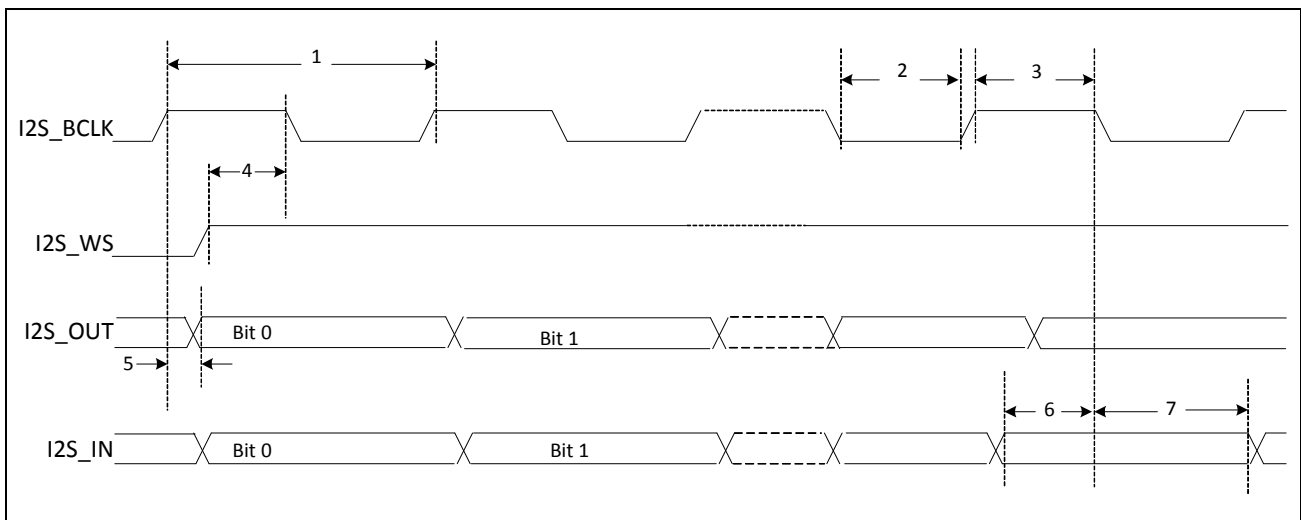 1
2
3
I2S_BCLK
4
I2S_WS
I2S_OUT
Bit 0
Bit 1
5
6
7
I2S_IN
Bit 0
Bit 1